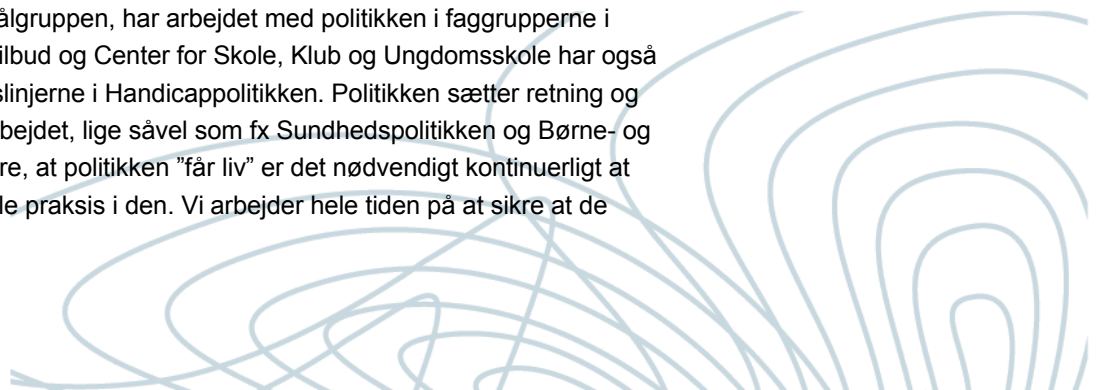 ålgruppen, har arbejdet med politikken i faggrupperne i
ilbud og Center for Skole, Klub og Ungdomsskole har også
slinjerne i Handicappolitikken. Politikken sætter retning og
bejdet, lige såvel som fx Sundhedspolitikken og Børne- og
re, at politikken ”får liv” er det nødvendigt kontinuerligt at
le praksis i den. Vi arbejder hele tiden på at sikre at de